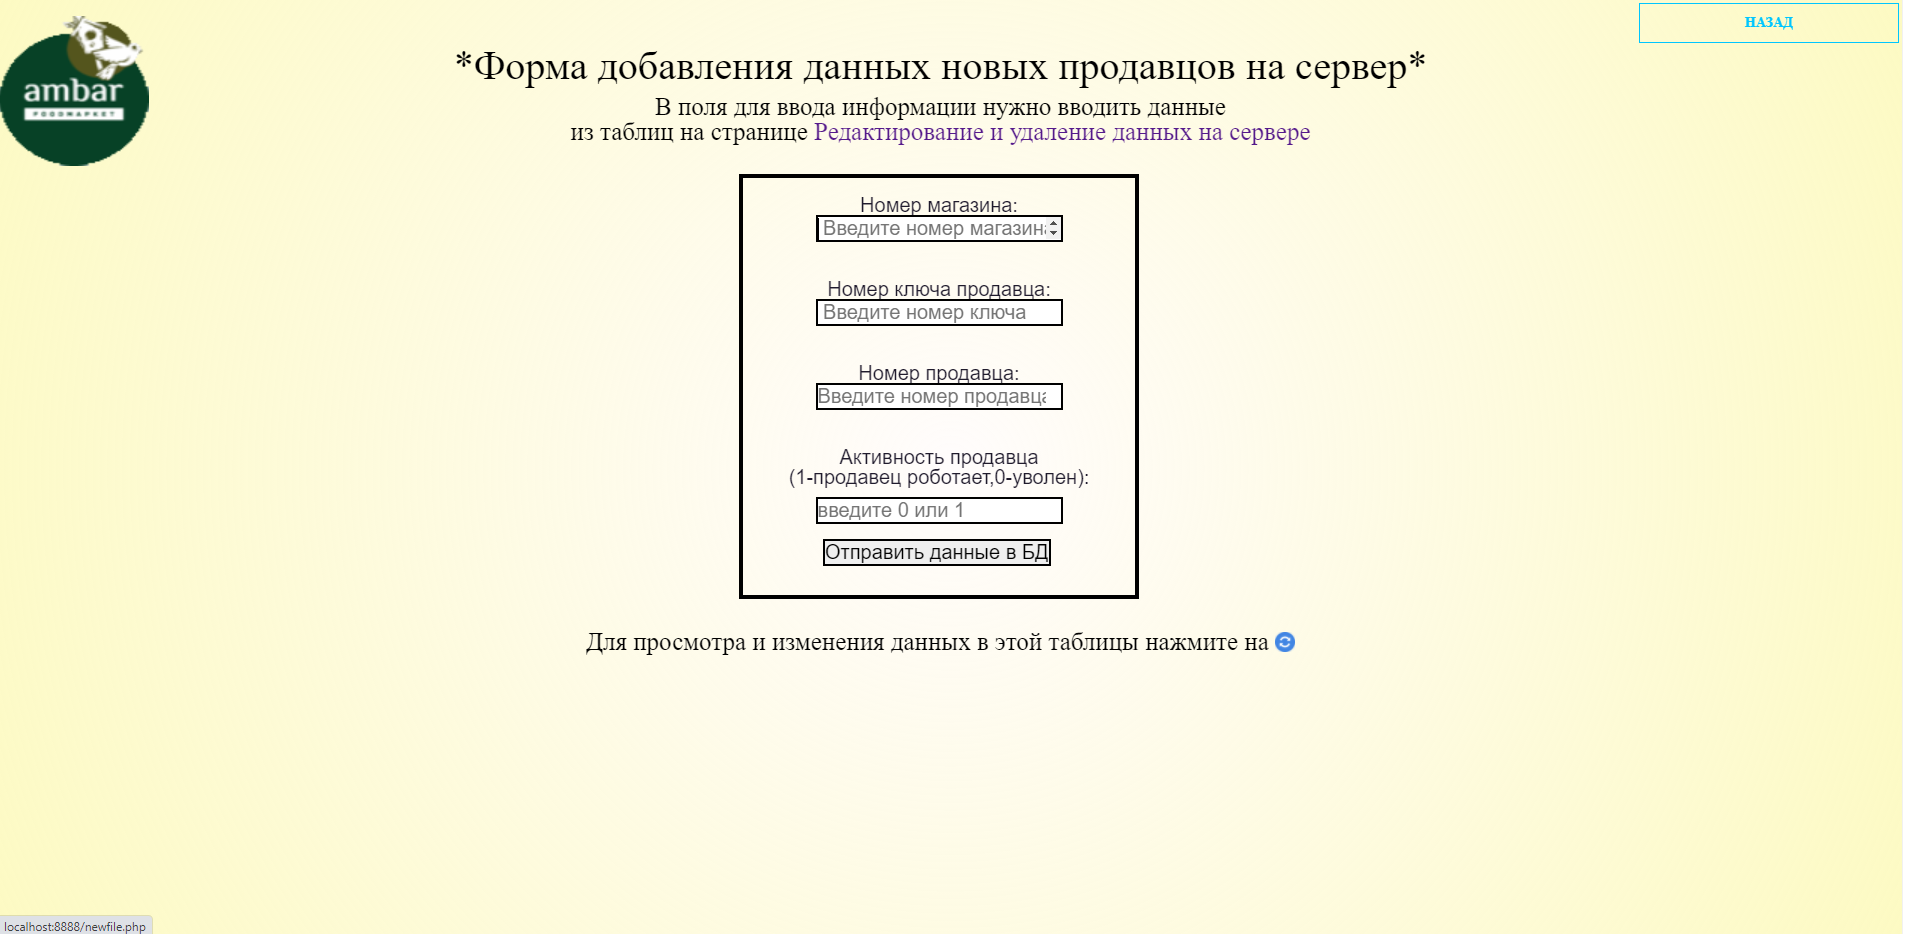 НАЗАД
ambar
FOODMARKET
*Форма добавления данных новых продавцов на сервер*
В поля для ввода информации нужно вводить данные
из таблиц на странице Редактирование и удаление данных на сервере
Номер магазина:
Введите номер магазина
Номер ключа продавца:
Введите номер ключа
Номер продавца:
Введите номер продавца
Активность продавца
(1-продавец роботает,0-уволен):
введите 0 или 1
Отправить данные в БД
Для просмотра и изменения данных в этой таблицы нажмите на
localhost:8888/newfile.php